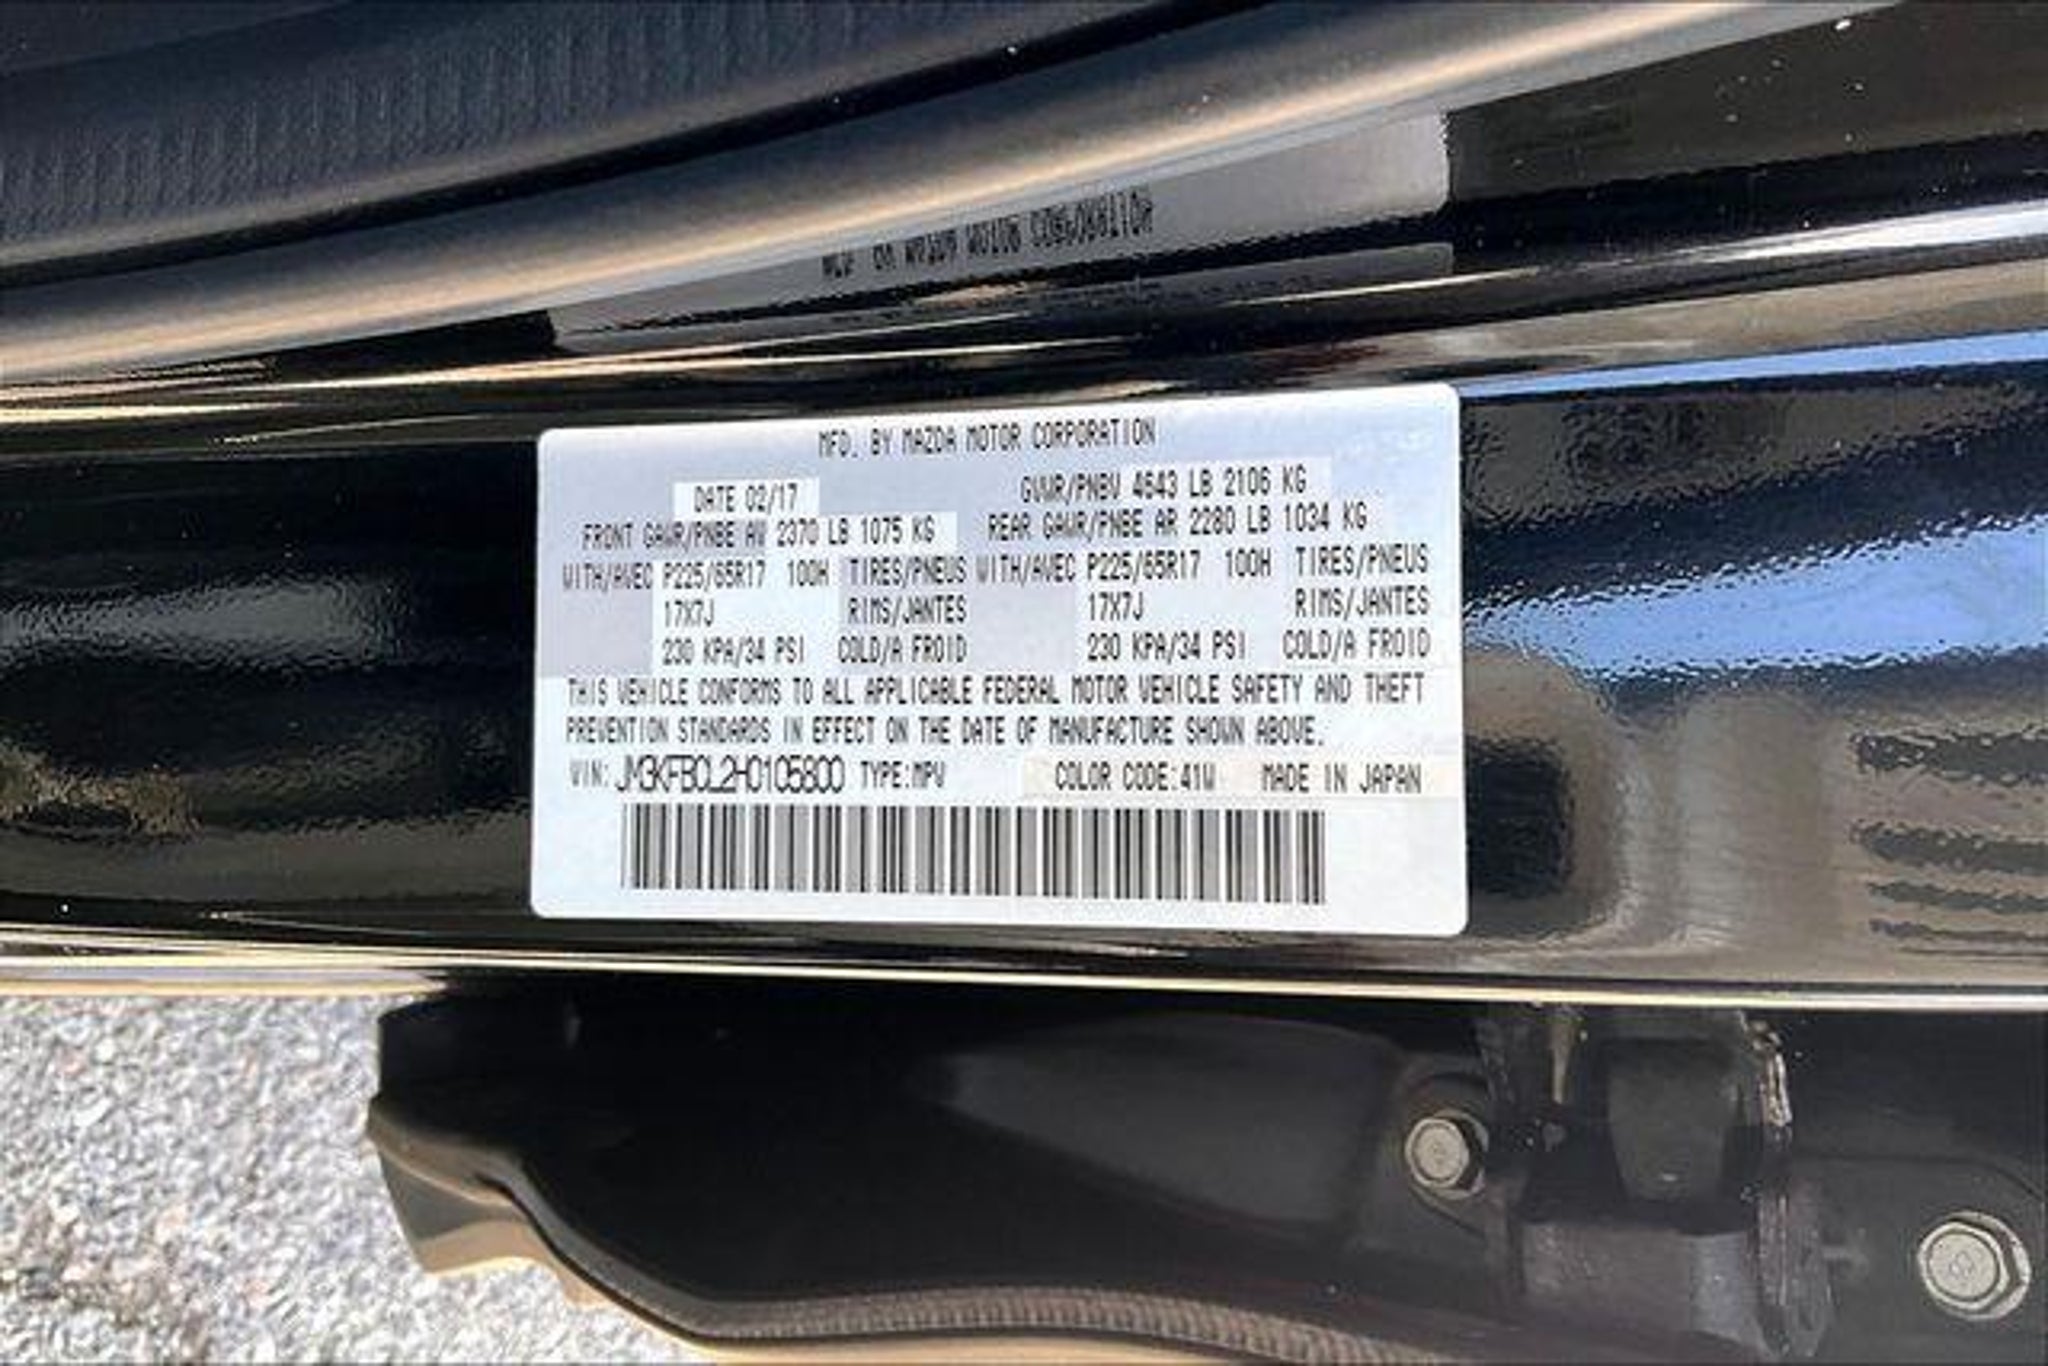 MFD. BY MAZDA MOTOR CORPORATION
DATE 02/17 GVWR/PNBV 4643 LB 2106 KG
FRONT GAWR/PNBE AV 2370 LB 1075 KG REAR GAWR/PNBE AR 2280 LB 1034 KG
WITH/AVEC P225/65R17 100H TIRES/PNEUS WITH/AVEC P225/65R17 100H TIRES/PNEUS
17X7J RIMS/JANTES 17X7J RIMS/JANTES
230 KPA/34 PSI COLD/A FROID 230 KPA/34 PSI COLD/A FROID
THIS VEHICLE CONFORMS TO ALL APPLICABLE FEDERAL MOTOR VEHICLE SAFETY AND THEFT
PREVENTION STANDARDS IN EFFECT ON THE DATE OF MANUFACTURE SHOWN ABOVE.
VIN: JM3KFBCL2H0105800 TYPE:MPV COLOR CODE:41W MADE IN JAPAN